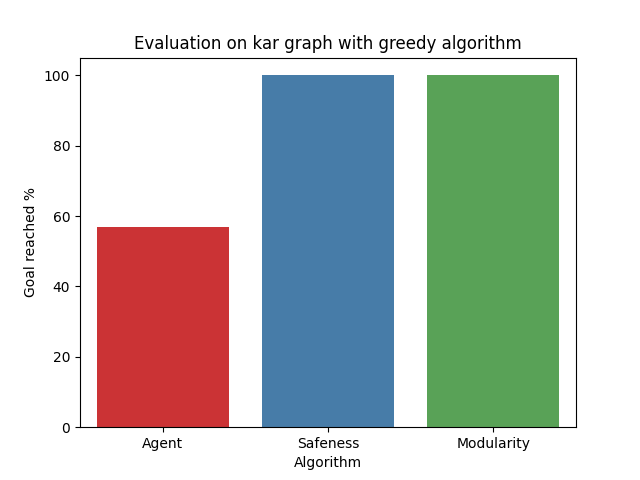 Evaluation on kar graph with greedy algorithm
100
80
60
40
20
0
Goal reached %
Agent
Safeness
Modularity
Algorithm